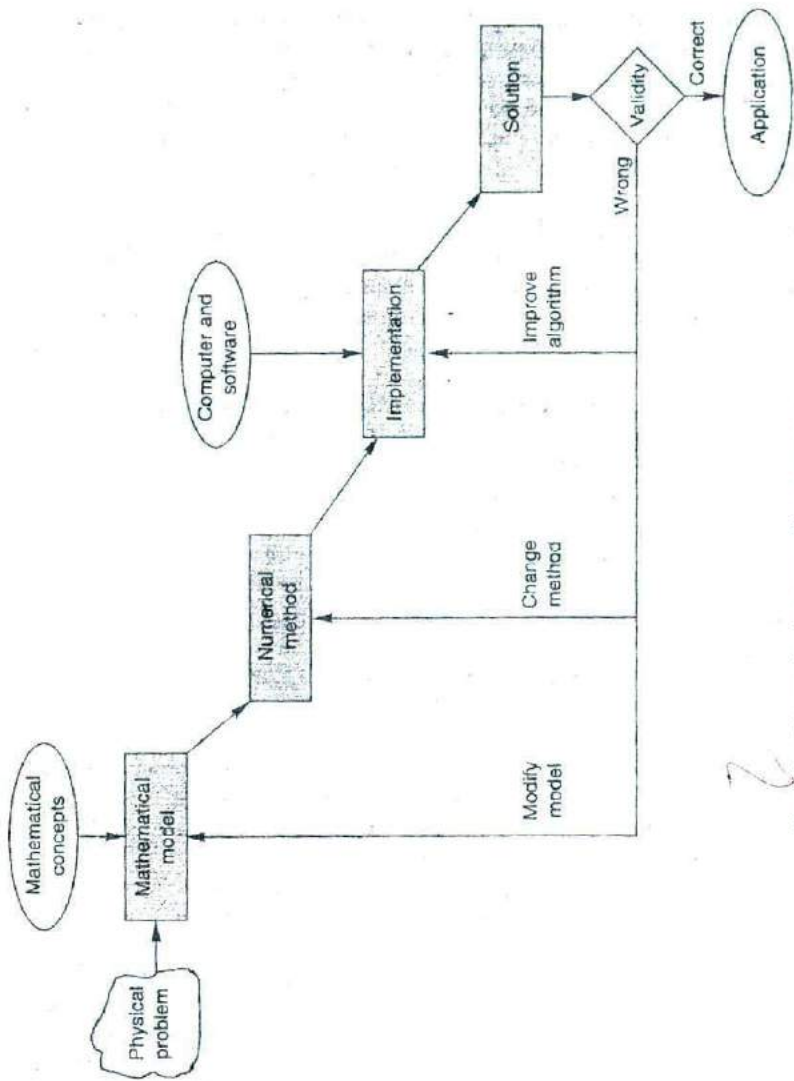 Mathematical
concepts
Physical
problem
Mathematical
model
Numerical
method
Computer and
software
Implementation
Solution
Validity
Wrong
Correct
Application
Modify
model
Change
method
Improve
algorithm